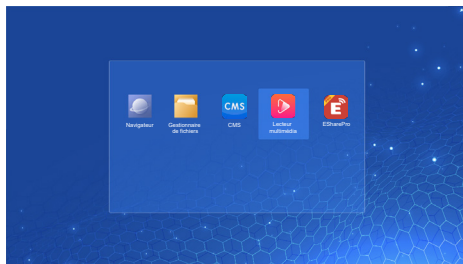 CMS
E
Navigateur
Gestionnaire
de fichiers
CMS
Lecteur
multimédia
ESharePro